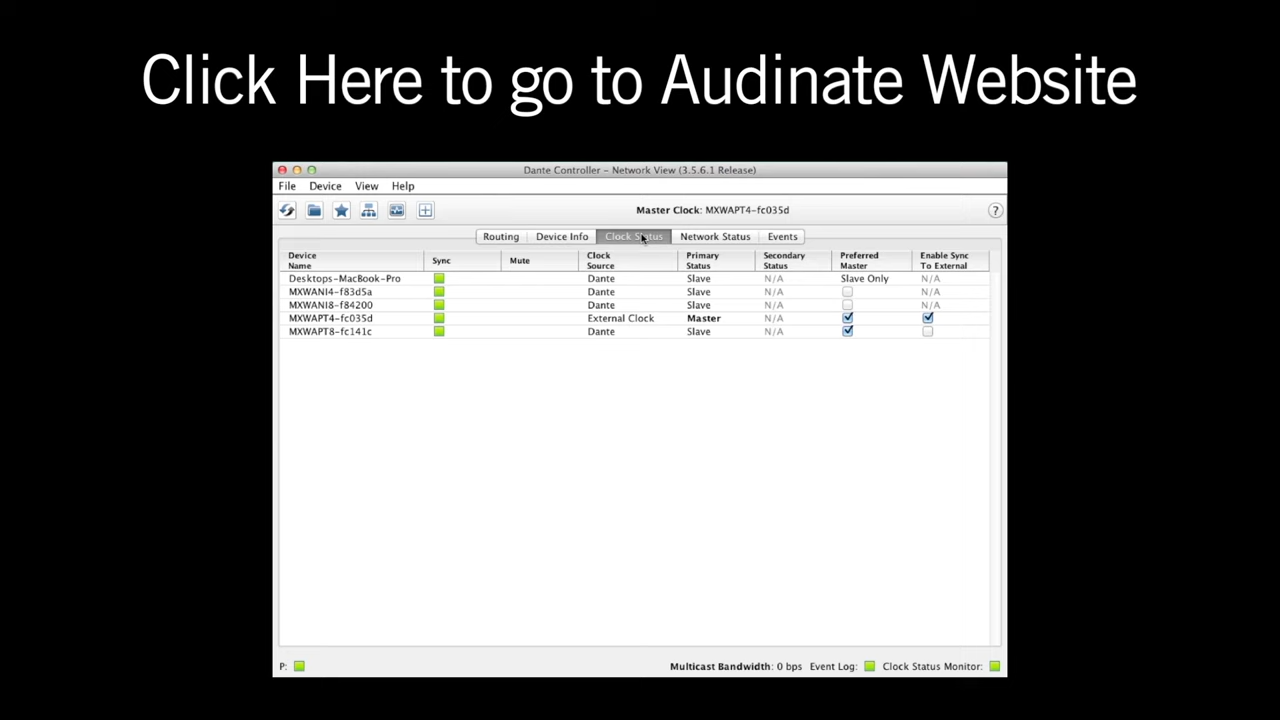 Click Here to go to Audinate Website
Dante Controller – Network View (3.5.6.1 Release)
File Device View Help
Master Clock: MXWAPT4-fc035d ?
Routing Device Info Clock Status Network Status Events
Device Name Sync Mute Clock Source Primary Status Secondary Status Preferred Master Enable Sync To External
Desktops-MacBook-Pro Dante Slave N/A Slave Only N/A
MXWANI4-f83d5a Dante Slave N/A N/A
MXWANI8-f84200 Dante Slave N/A N/A
MXWAPT4-fc035d External Clock Master N/A
MXWAPT8-fc141c Dante Slave N/A
P: Multicast Bandwidth: 0 bps Event Log: Clock Status Monitor: